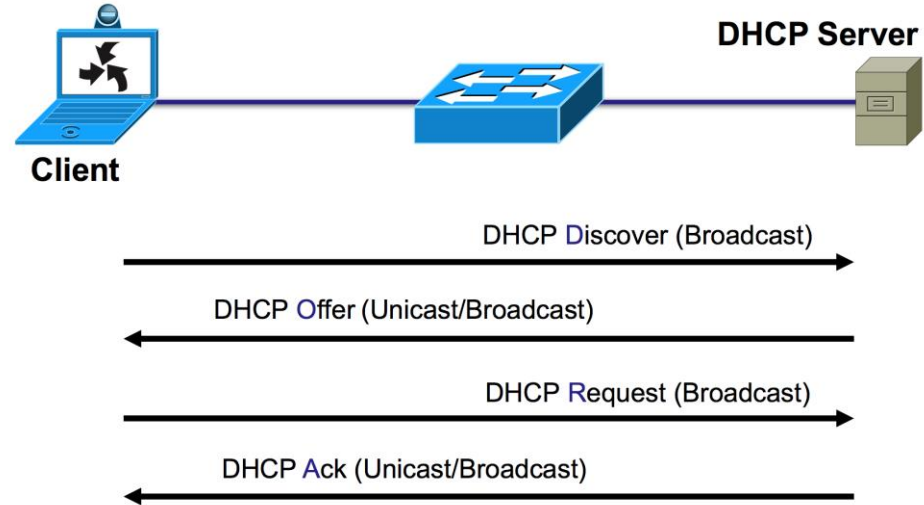 DHCP Server
Client
DHCP Discover (Broadcast)
DHCP Offer (Unicast/Broadcast)
DHCP Request (Broadcast)
DHCP Ack (Unicast/Broadcast)